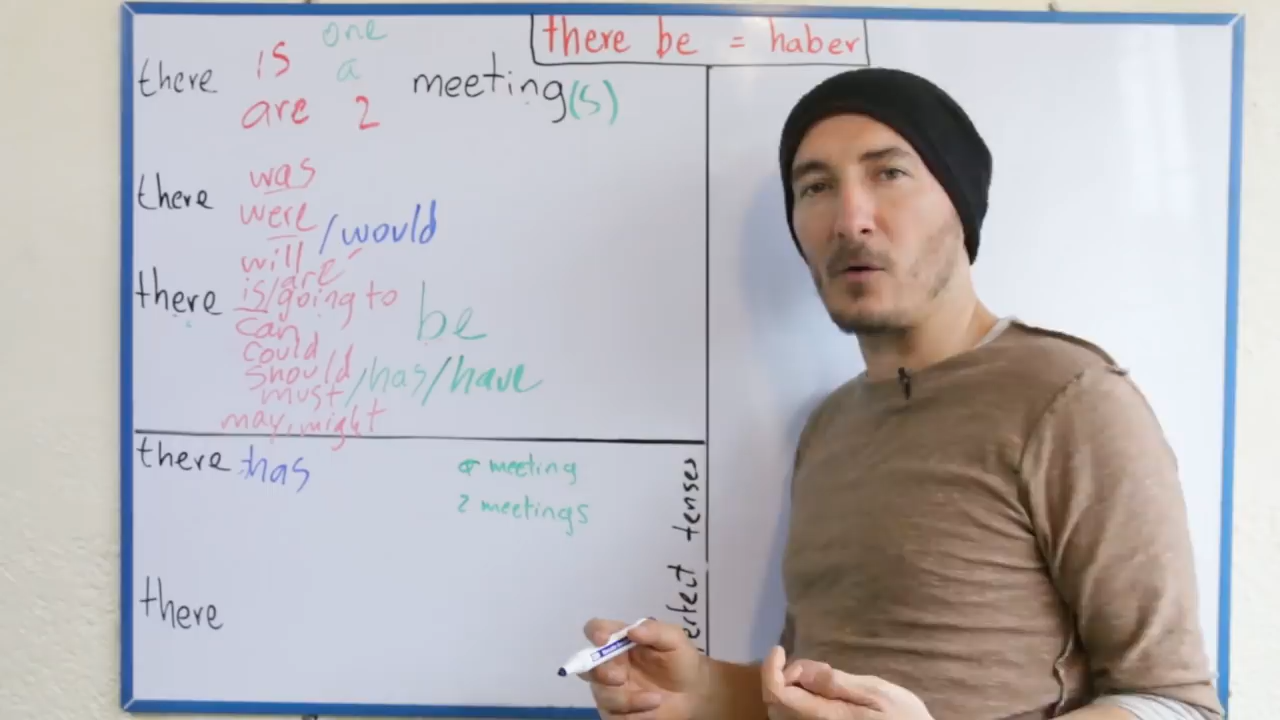 there be = haber
one
there is a meeting(s)
are 2
there was
were
will /would
there is/are going to be
can
could
should /has/have
must
may, might
there has a meeting
2 meetings
there
perfect tenses